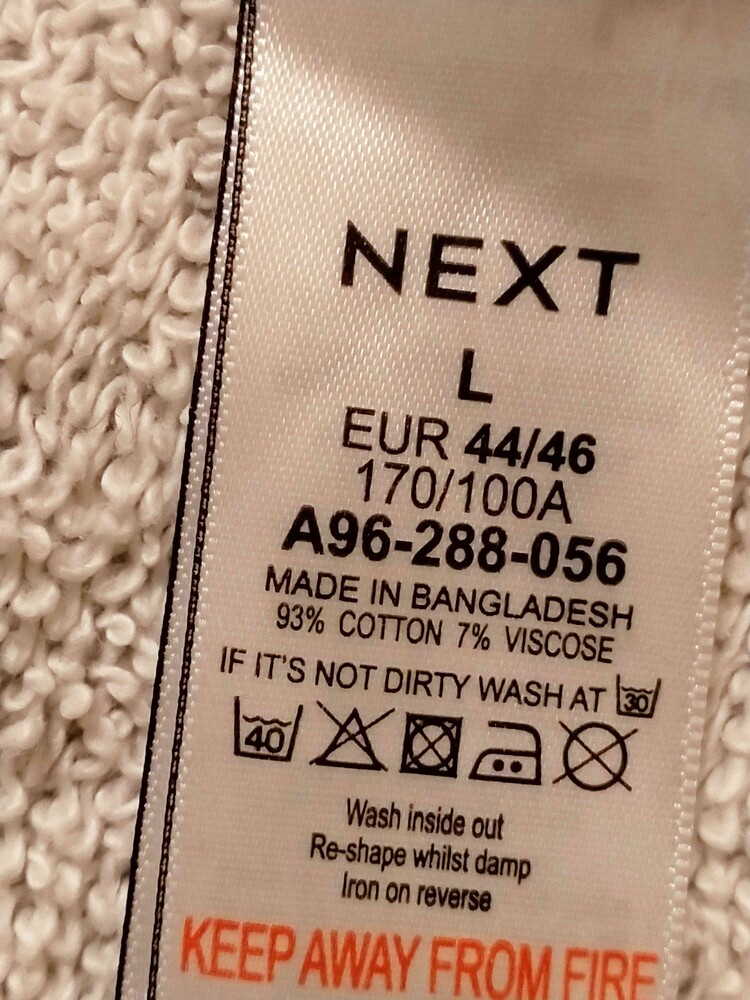 NEXT
L
EUR 44/46
170/100A
A96-288-056
MADE IN BANGLADESH
93% COTTON 7% VISCOSE
IF IT'S NOT DIRTY WASH AT 30
40
Wash inside out
Re-shape whilst damp
Iron on reverse
KEEP AWAY FROM FIRE